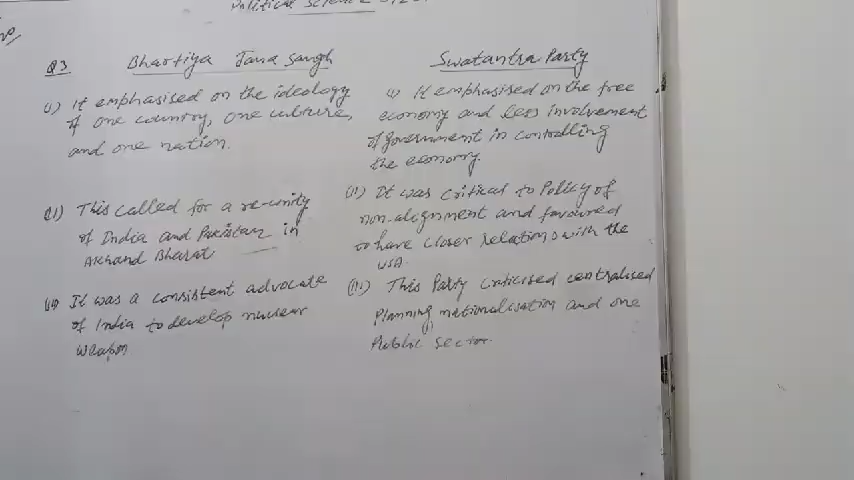 Political Science
Q3 Bhartiya Jana Sangh
(i) It emphasised on the ideology
of one country, one culture,
and one nation.
(ii) This called for a re-unity
of India and Pakistan in
Akhand Bharat
(iii) It was a consistent advocate
of India to develop nuclear
weapon
Swatantra Party
(i) It emphasised on the free
economy and less involvement
of government in controlling
the economy.
(ii) It was critical to Policy of
non-alignment and favoured
to have closer relations with the
USA.
(iii) This Party criticised centralised
Planning, nationalisation and one
Public sector.